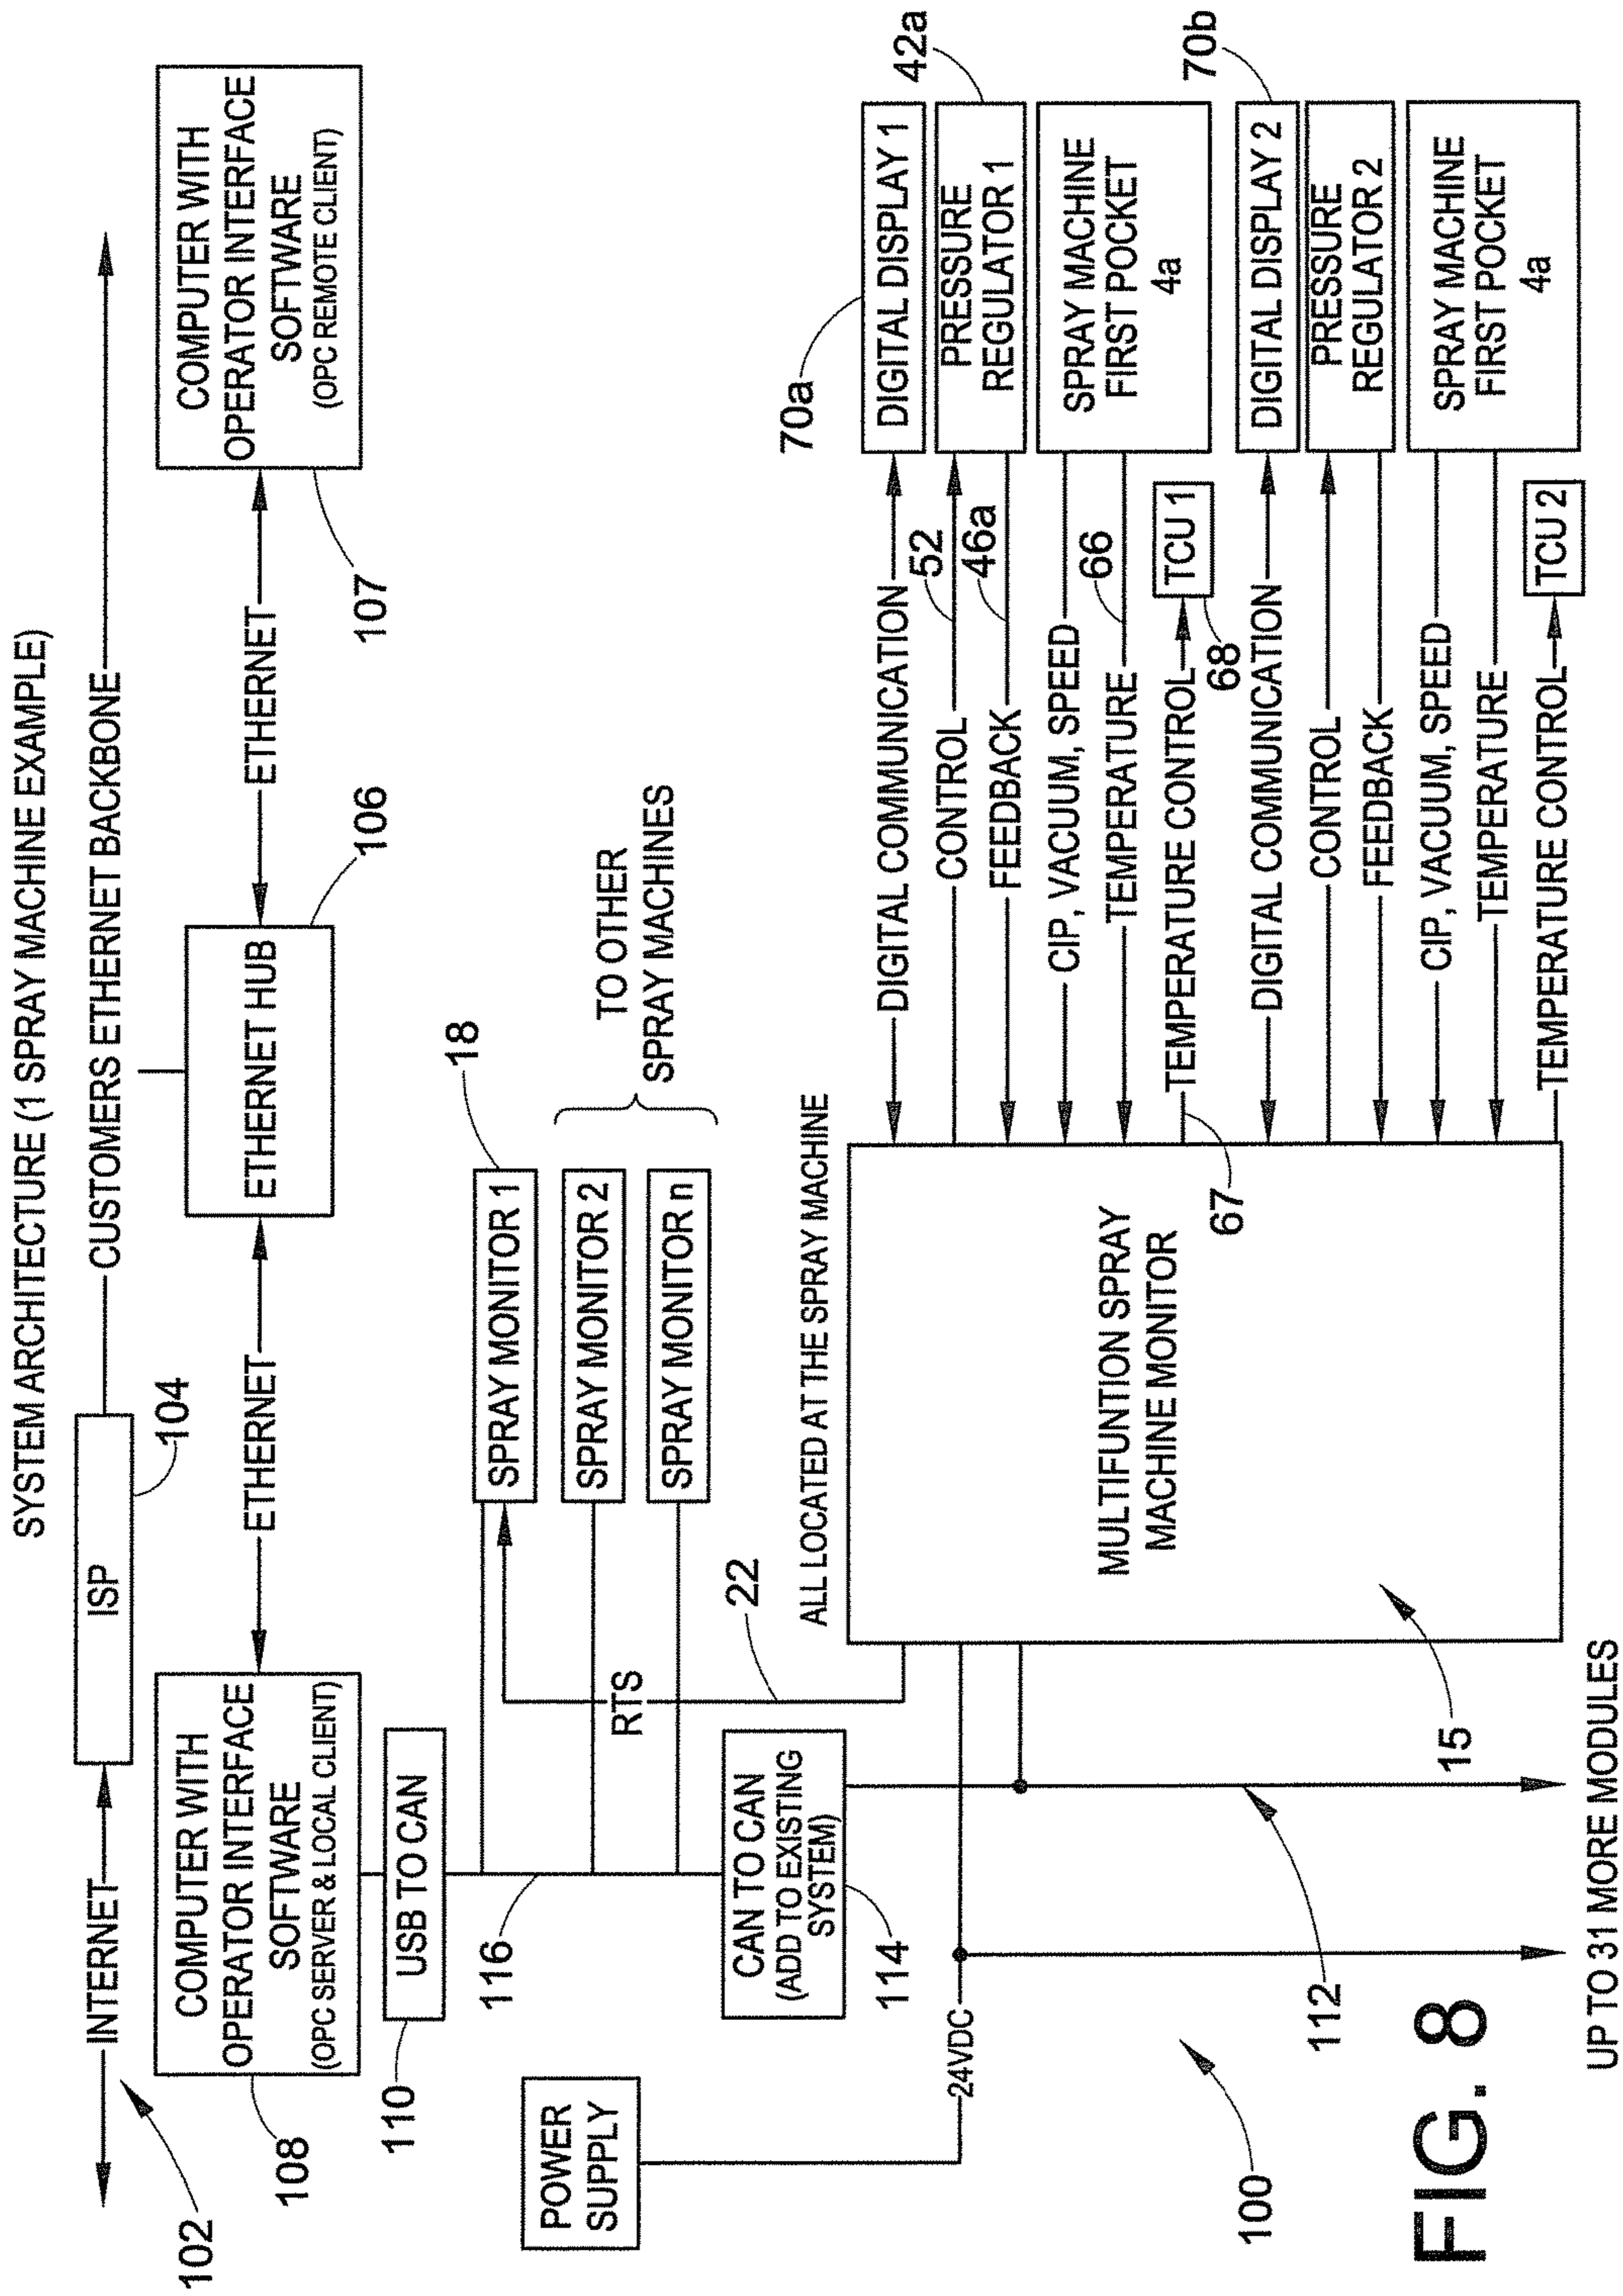 SYSTEM ARCHITECTURE (1 SPRAY MACHINE EXAMPLE)
INTERNET
ISP
CUSTOMERS ETHERNET BACKBONE
102
104
COMPUTER WITH
OPERATOR INTERFACE
SOFTWARE
(OPC SERVER & LOCAL CLIENT)
108
ETHERNET
ETHERNET HUB
106
ETHERNET
COMPUTER WITH
OPERATOR INTERFACE
SOFTWARE
(OPC REMOTE CLIENT)
107
USB TO CAN
110
116
SPRAY MONITOR 1
18
SPRAY MONITOR 2
SPRAY MONITOR n
TO OTHER
SPRAY MACHINES
RTS
22
CAN TO CAN
(ADD TO EXISTING
SYSTEM)
114
POWER
SUPPLY
24VDC
ALL LOCATED AT THE SPRAY MACHINE
MULTIFUNTION SPRAY
MACHINE MONITOR
15
67
DIGITAL COMMUNICATION
70a
DIGITAL DISPLAY 1
CONTROL
52
PRESSURE
REGULATOR 1
42a
FEEDBACK
46a
CIP, VACUUM, SPEED
SPRAY MACHINE
FIRST POCKET
4a
TEMPERATURE
66
TEMPERATURE CONTROL
TCU 1
68
DIGITAL COMMUNICATION
DIGITAL DISPLAY 2
70b
CONTROL
PRESSURE
REGULATOR 2
FEEDBACK
CIP, VACUUM, SPEED
SPRAY MACHINE
FIRST POCKET
4a
TEMPERATURE
TEMPERATURE CONTROL
TCU 2
100
112
UP TO 31 MORE MODULES
FIG. 8